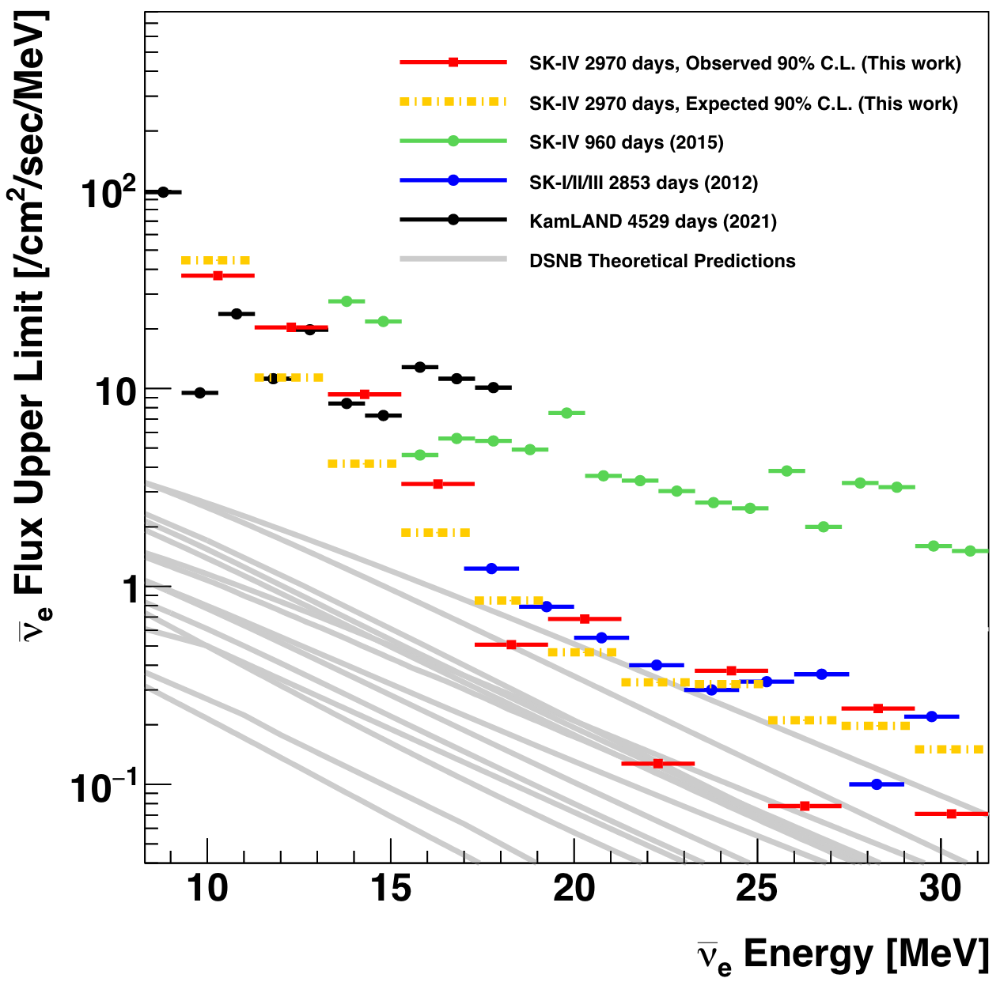 ν̅e Flux Upper Limit [/cm²/sec/MeV]
SK-IV 2970 days, Observed 90% C.L. (This work)
SK-IV 2970 days, Expected 90% C.L. (This work)
SK-IV 960 days (2015)
SK-I/II/III 2853 days (2012)
KamLAND 4529 days (2021)
DSNB Theoretical Predictions
10²
10
1
10⁻¹
10 15 20 25 30
ν̅e Energy [MeV]